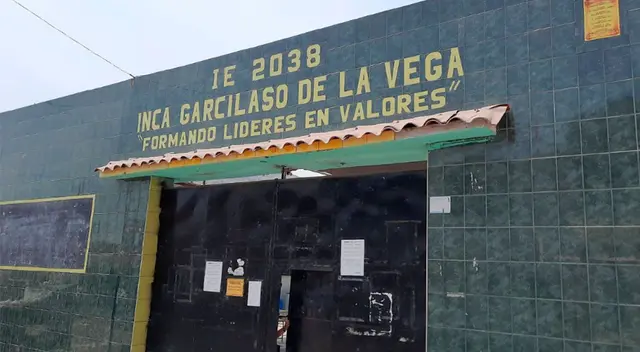 IE 2038
INCA GARCILASO DE LA VEGA
"FORMANDO LIDERES EN VALORES"